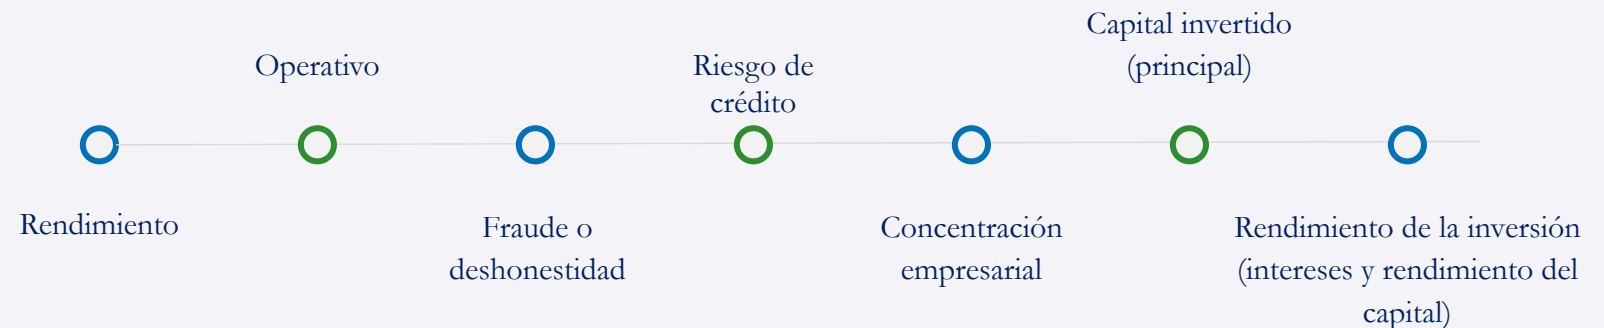 Rendimiento
Operativo
Fraude o
deshonestidad
Riesgo de
crédito
Concentración
empresarial
Capital invertido
(principal)
Rendimiento de la inversión
(intereses y rendimiento del
capital)